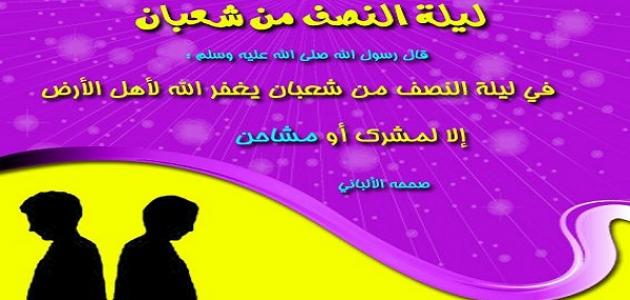 ليلة النصف من شعبان
قال رسول الله صلى الله عليه وسلم :
في ليلة النصف من شعبان يغفر الله لأهل الأرض
إلا لمشرك أو مشاحن
صححه الألباني